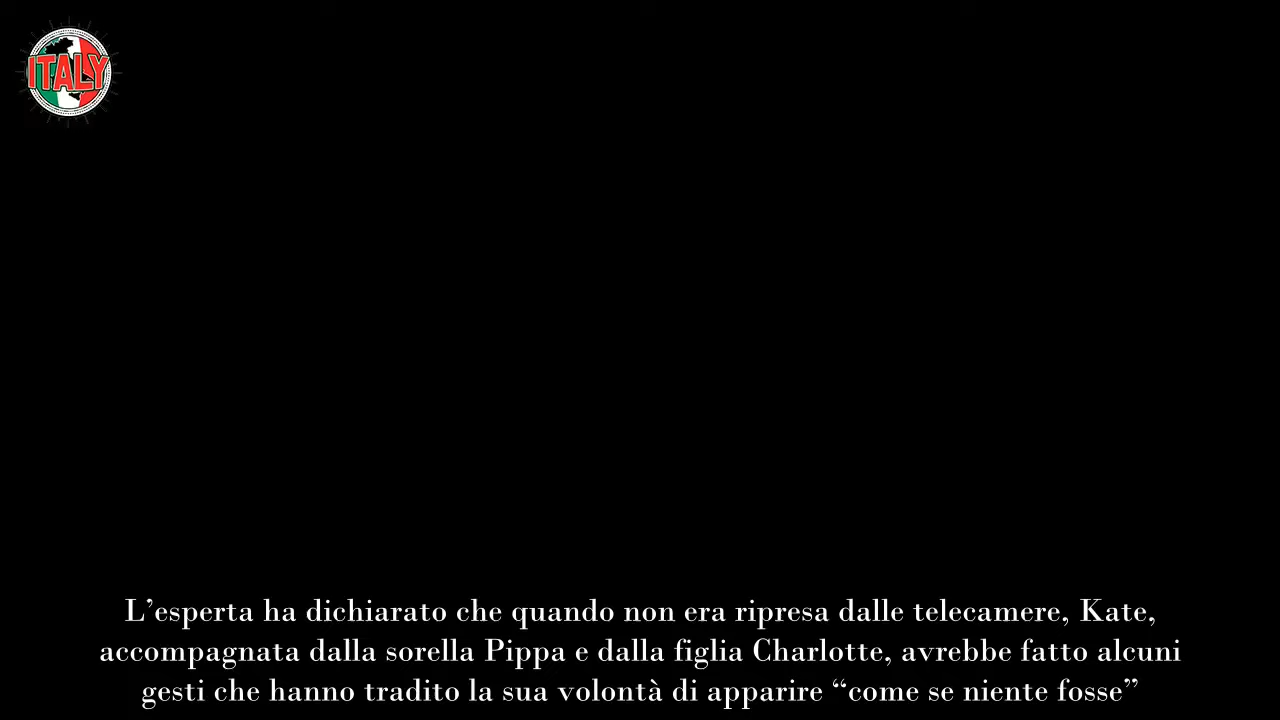 ITALY
L’esperta ha dichiarato che quando non era ripresa dalle telecamere, Kate,
accompagnata dalla sorella Pippa e dalla figlia Charlotte, avrebbe fatto alcuni
gesti che hanno tradito la sua volontà di apparire “come se niente fosse”